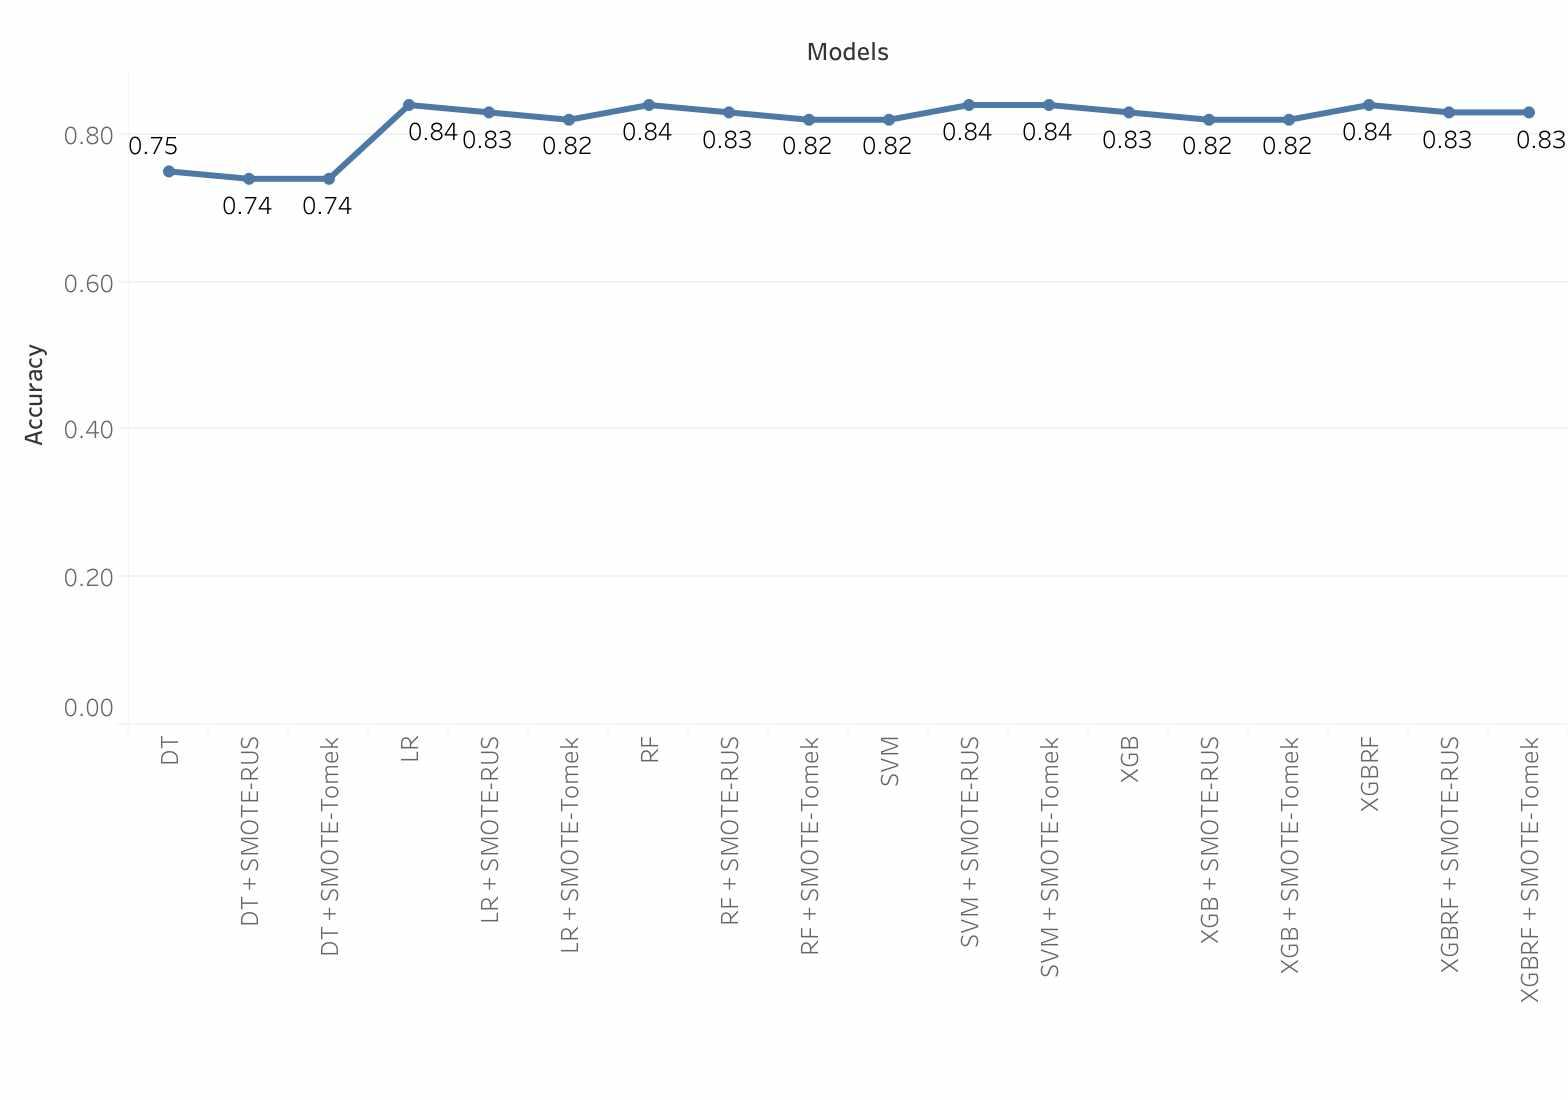 Models
Accuracy
0.80
0.60
0.40
0.20
0.00
0.75
0.74
0.74
0.84
0.83
0.82
0.84
0.83
0.82
0.82
0.84
0.84
0.83
0.82
0.82
0.84
0.83
0.83
DT
DT + SMOTE-RUS
DT + SMOTE-Tomek
LR
LR + SMOTE-RUS
LR + SMOTE-Tomek
RF
RF + SMOTE-RUS
RF + SMOTE-Tomek
SVM
SVM + SMOTE-RUS
SVM + SMOTE-Tomek
XGB
XGB + SMOTE-RUS
XGB + SMOTE-Tomek
XGBRF
XGBRF + SMOTE-RUS
XGBRF + SMOTE-Tomek